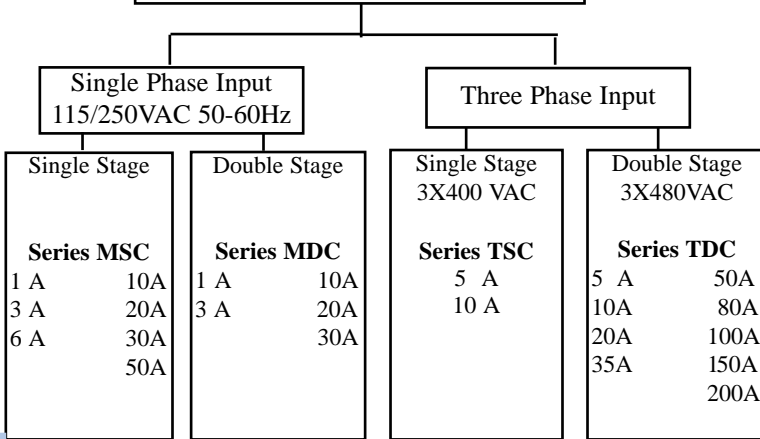 Single Phase Input
115/250VAC 50-60Hz
Three Phase Input
Single Stage
Series MSC
1 A 10A
3 A 20A
6 A 30A
50A
Double Stage
Series MDC
1 A 10A
3 A 20A
30A
Single Stage
3X400 VAC
Series TSC
5 A
10 A
Double Stage
3X480VAC
Series TDC
5 A 50A
10A 80A
20A 100A
35A 150A
200A